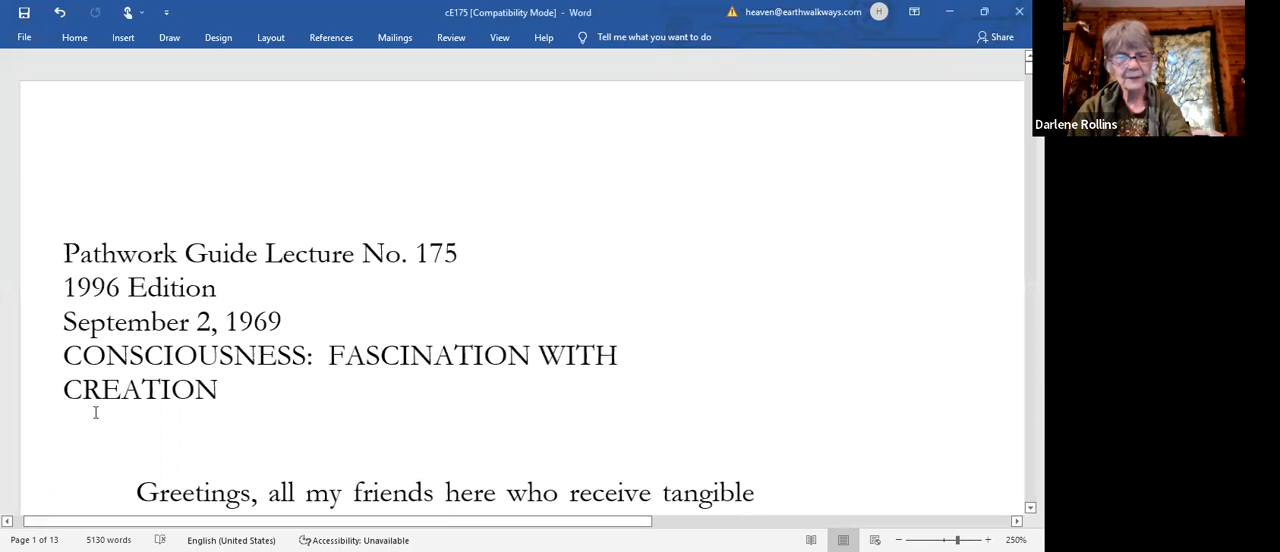 cE175 [Compatibility Mode] - Word
heaven@earthwalkways.com
H
File
Home
Insert
Draw
Design
Layout
References
Mailings
Review
View
Help
Tell me what you want to do
Share
Darlene Rollins
Pathwork Guide Lecture No. 175
1996 Edition
September 2, 1969
CONSCIOUSNESS: FASCINATION WITH
CREATION
Greetings, all my friends here who receive tangible
Page 1 of 13
5130 words
English (United States)
Accessibility: Unavailable
250%